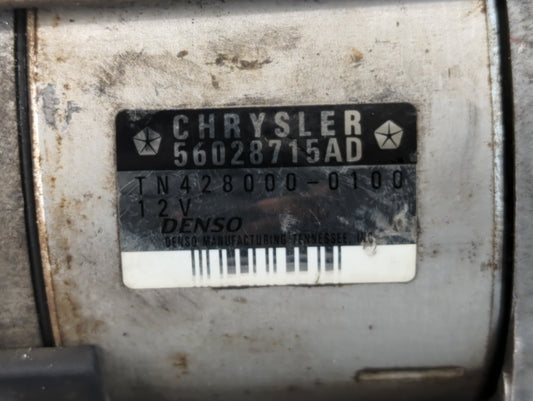 CHRYSLER
56028715AD
TN428000-0100
12V
DENSO
DENSO MANUFACTURING TENNESSEE, INC.